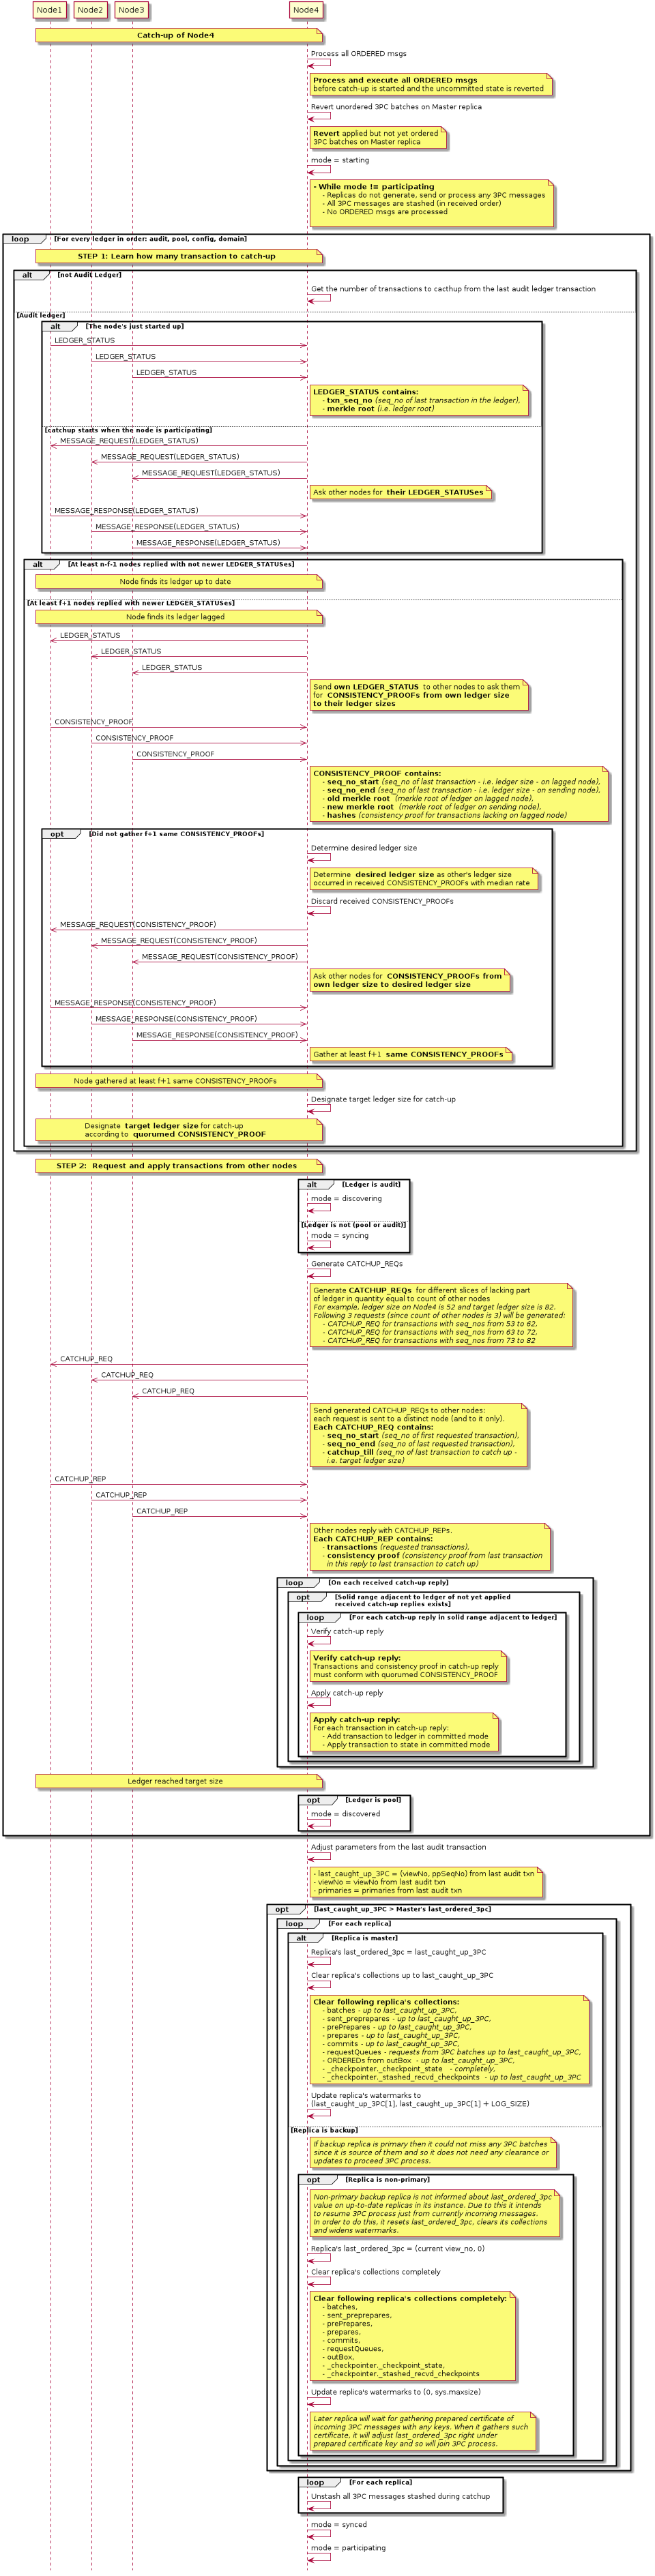 Node1 Node2 Node3 Node4
Catch-up of Node4
Process all ORDERED msgs
Process and execute all ORDERED msgs
before catch-up is started and the uncommitted state is reverted
Revert unordered 3PC batches on Master replica
Revert applied but not yet ordered
3PC batches on Master replica
mode = starting
- While mode != participating
- Replicas do not generate, send or process any 3PC messages
- All 3PC messages are stashed (in received order)
- No ORDERED msgs are processed
loop [For every ledger in order: audit, pool, config, domain]
STEP 1: Learn how many transaction to catch-up
alt [not Audit Ledger]
Get the number of transactions to cacthup from the last audit ledger transaction
[Audit ledger]
alt [The node's just started up]
LEDGER_STATUS
LEDGER_STATUS
LEDGER_STATUS
LEDGER_STATUS contains:
- txn_seq_no (seq_no of last transaction in the ledger),
- merkle root (i.e. ledger root)
[catchup starts when the node is participating]
MESSAGE_REQUEST(LEDGER_STATUS)
MESSAGE_REQUEST(LEDGER_STATUS)
MESSAGE_REQUEST(LEDGER_STATUS)
Ask other nodes for their LEDGER_STATUSes
MESSAGE_RESPONSE(LEDGER_STATUS)
MESSAGE_RESPONSE(LEDGER_STATUS)
MESSAGE_RESPONSE(LEDGER_STATUS)
alt [At least n-f-1 nodes replied with not newer LEDGER_STATUSes]
Node finds its ledger up to date
[At least f+1 nodes replied with newer LEDGER_STATUSes]
Node finds its ledger lagged
LEDGER_STATUS
LEDGER_STATUS
LEDGER_STATUS
Send own LEDGER_STATUS to other nodes to ask them
for CONSISTENCY_PROOFs from own ledger size
to their ledger sizes
CONSISTENCY_PROOF
CONSISTENCY_PROOF
CONSISTENCY_PROOF
CONSISTENCY_PROOF contains:
- seq_no_start (seq_no of last transaction - i.e. ledger size - on lagged node),
- seq_no_end (seq_no of last transaction - i.e. ledger size - on sending node),
- old merkle root (merkle root of ledger on lagged node),
- new merkle root (merkle root of ledger on sending node),
- hashes (consistency proof for transactions lacking on lagged node)
opt [Did not gather f+1 same CONSISTENCY_PROOFs]
Determine desired ledger size
Determine desired ledger size as other's ledger size
occurred in received CONSISTENCY_PROOFs with median rate
Discard received CONSISTENCY_PROOFs
MESSAGE_REQUEST(CONSISTENCY_PROOF)
MESSAGE_REQUEST(CONSISTENCY_PROOF)
MESSAGE_REQUEST(CONSISTENCY_PROOF)
Ask other nodes for CONSISTENCY_PROOFs from
own ledger size to desired ledger size
MESSAGE_RESPONSE(CONSISTENCY_PROOF)
MESSAGE_RESPONSE(CONSISTENCY_PROOF)
MESSAGE_RESPONSE(CONSISTENCY_PROOF)
Gather at least f+1 same CONSISTENCY_PROOFs
Node gathered at least f+1 same CONSISTENCY_PROOFs
Designate target ledger size for catch-up
Designate target ledger size for catch-up
according to quorumed CONSISTENCY_PROOF
STEP 2: Request and apply transactions from other nodes
alt [Ledger is audit]
mode = discovering
[Ledger is not (pool or audit)]
mode = syncing
Generate CATCHUP_REQs
Generate CATCHUP_REQs for different slices of lacking part
of ledger in quantity equal to count of other nodes
For example, ledger size on Node4 is 52 and target ledger size is 82.
Following 3 requests (since count of other nodes is 3) will be generated:
- CATCHUP_REQ for transactions with seq_nos from 53 to 62,
- CATCHUP_REQ for transactions with seq_nos from 63 to 72,
- CATCHUP_REQ for transactions with seq_nos from 73 to 82
CATCHUP_REQ
CATCHUP_REQ
CATCHUP_REQ
Send generated CATCHUP_REQs to other nodes:
each request is sent to a distinct node (and to it only).
Each CATCHUP_REQ contains:
- seq_no_start (seq_no of first requested transaction),
- seq_no_end (seq_no of last requested transaction),
- catchup_till (seq_no of last transaction to catch up -
i.e. target ledger size)
CATCHUP_REP
CATCHUP_REP
CATCHUP_REP
Other nodes reply with CATCHUP_REPs.
Each CATCHUP_REP contains:
- transactions (requested transactions),
- consistency proof (consistency proof from last transaction
in this reply to last transaction to catch up)
loop [On each received catch-up reply]
opt [Solid range adjacent to ledger of not yet applied
received catch-up replies exists]
loop [For each catch-up reply in solid range adjacent to ledger]
Verify catch-up reply
Verify catch-up reply:
Transactions and consistency proof in catch-up reply
must conform with quorumed CONSISTENCY_PROOF
Apply catch-up reply
Apply catch-up reply:
For each transaction in catch-up reply:
- Add transaction to ledger in committed mode
- Apply transaction to state in committed mode
Ledger reached target size
opt [Ledger is pool]
mode = discovered
Adjust parameters from the last audit transaction
- last_caught_up_3PC = (viewNo, ppSeqNo) from last audit txn
- viewNo = viewNo from last audit txn
- primaries = primaries from last audit txn
opt [last_caught_up_3PC > Master's last_ordered_3pc]
loop [For each replica]
alt [Replica is master]
Replica's last_ordered_3pc = last_caught_up_3PC
Clear replica's collections up to last_caught_up_3PC
Clear following replica's collections:
- batches - up to last_caught_up_3PC,
- sent_preprepares - up to last_caught_up_3PC,
- prePrepares - up to last_caught_up_3PC,
- prepares - up to last_caught_up_3PC,
- commits - up to last_caught_up_3PC,
- requestQueues - requests from 3PC batches up to last_caught_up_3PC,
- ORDEREDs from outBox - up to last_caught_up_3PC,
- _checkpointer._checkpoint_state - completely,
- _checkpointer._stashed_recvd_checkpoints - up to last_caught_up_3PC
Update replica's watermarks to
(last_caught_up_3PC[1], last_caught_up_3PC[1] + LOG_SIZE)
[Replica is backup]
If backup replica is primary then it could not miss any 3PC batches
since it is source of them and so it does not need any clearance or
updates to proceed 3PC process.
opt [Replica is non-primary]
Non-primary backup replica is not informed about last_ordered_3pc
value on up-to-date replicas in its instance. Due to this it intends
to resume 3PC process just from currently incoming messages.
In order to do this, it resets last_ordered_3pc, clears its collections
and widens watermarks.
Replica's last_ordered_3pc = (current view_no, 0)
Clear replica's collections completely
Clear following replica's collections completely:
- batches,
- sent_preprepares,
- prePrepares,
- prepares,
- commits,
- requestQueues,
- outBox,
- _checkpointer._checkpoint_state,
- _checkpointer._stashed_recvd_checkpoints
Update replica's watermarks to (0, sys.maxsize)
Later replica will wait for gathering prepared certificate of
incoming 3PC messages with any keys. When it gathers such
certificate, it will adjust last_ordered_3pc right under
prepared certificate key and so will join 3PC process.
loop [For each replica]
Unstash all 3PC messages stashed during catchup
mode = synced
mode = participating